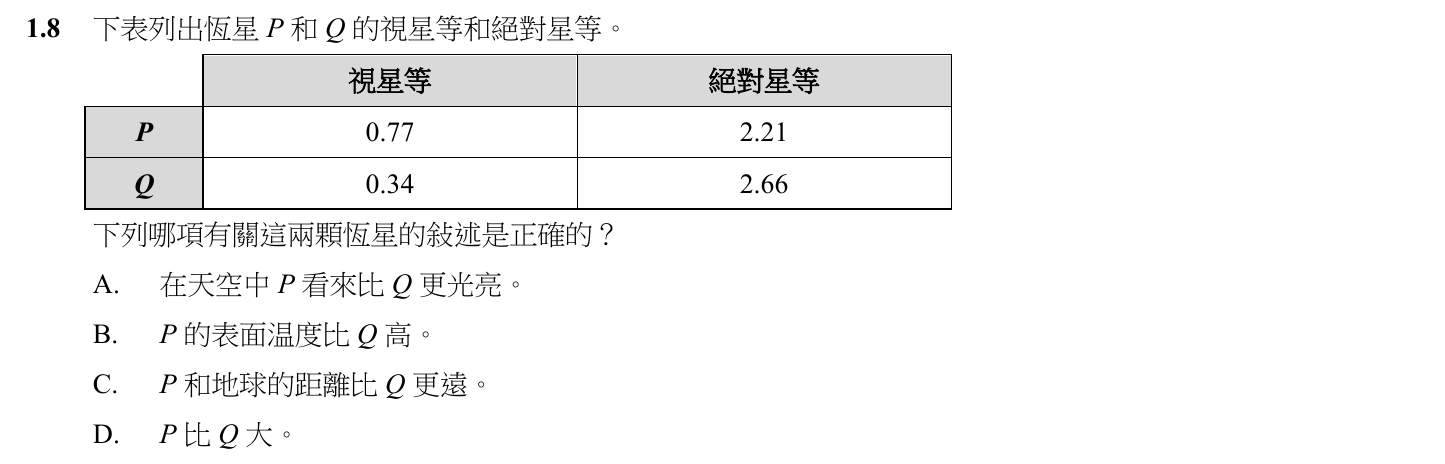 1.8 下表列出恆星 P 和 Q 的視星等和絕對星等。
視星等 絕對星等
P 0.77 2.21
Q 0.34 2.66
下列哪項有關這兩顆恆星的敍述是正確的？
A. 在天空中 P 看來比 Q 更光亮。
B. P 的表面温度比 Q 高。
C. P 和地球的距離比 Q 更遠。
D. P 比 Q 大。